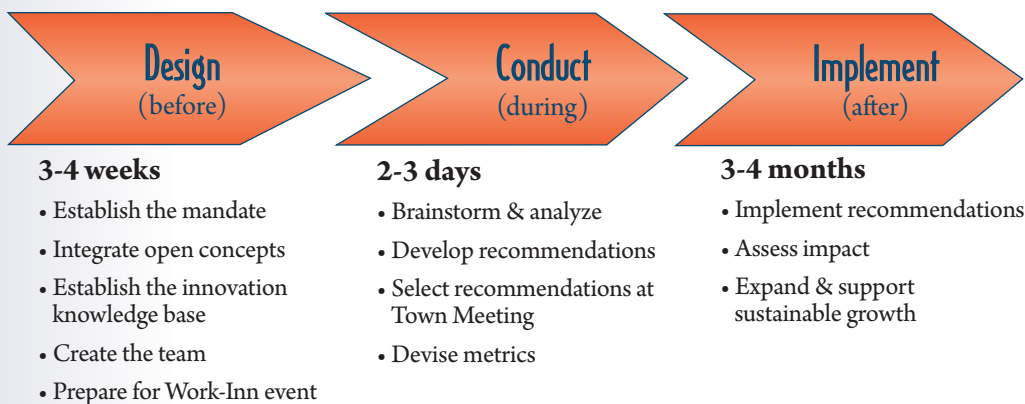 Design
(before)
3-4 weeks
• Establish the mandate
• Integrate open concepts
• Establish the innovation
knowledge base
• Create the team
• Prepare for Work-Inn event
Conduct
(during)
2-3 days
• Brainstorm & analyze
• Develop recommendations
• Select recommendations at
Town Meeting
• Devise metrics
Implement
(after)
3-4 months
• Implement recommendations
• Assess impact
• Expand & support
sustainable growth